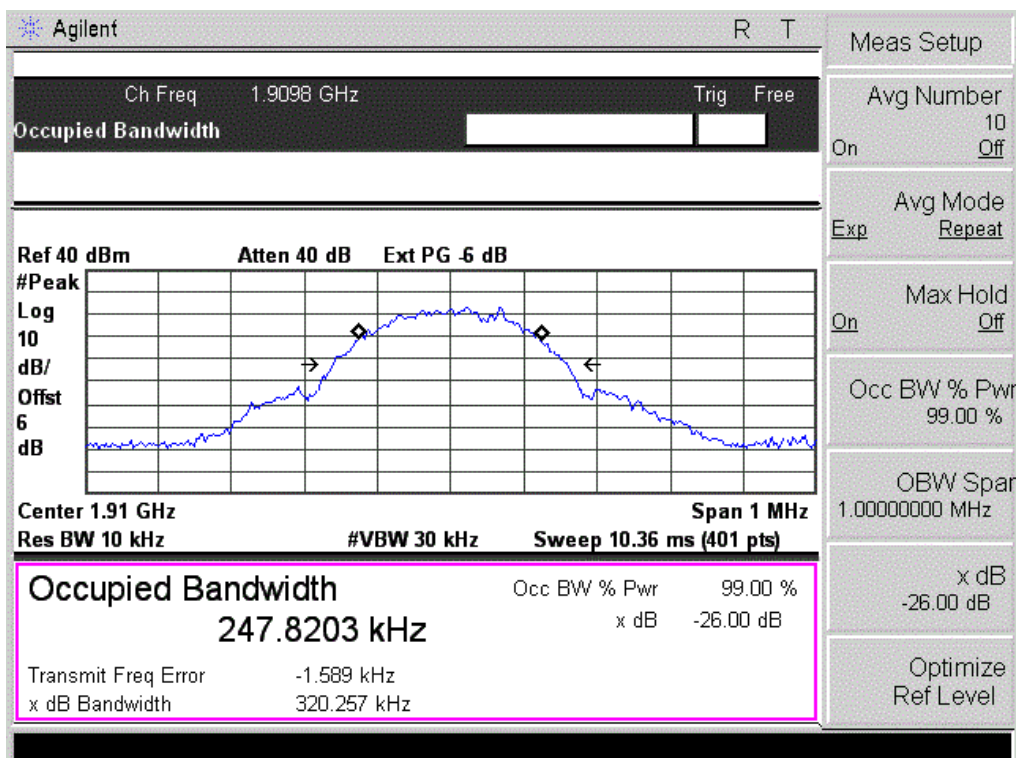 Agilent R T
Ch Freq 1.9098 GHz Trig Free
Occupied Bandwidth
Ref 40 dBm Atten 40 dB Ext PG -6 dB
#Peak
Log
10
dB/
Offst
6
dB
Center 1.91 GHz Span 1 MHz
Res BW 10 kHz #VBW 30 kHz Sweep 10.36 ms (401 pts)
Occupied Bandwidth
247.8203 kHz
Occ BW % Pwr 99.00 %
x dB -26.00 dB
Transmit Freq Error -1.589 kHz
x dB Bandwidth 320.257 kHz
Meas Setup
Avg Number
10
On Off
Avg Mode
Exp Repeat
Max Hold
On Off
Occ BW % Pwr
99.00 %
OBW Span
1.00000000 MHz
x dB
-26.00 dB
Optimize
Ref Level